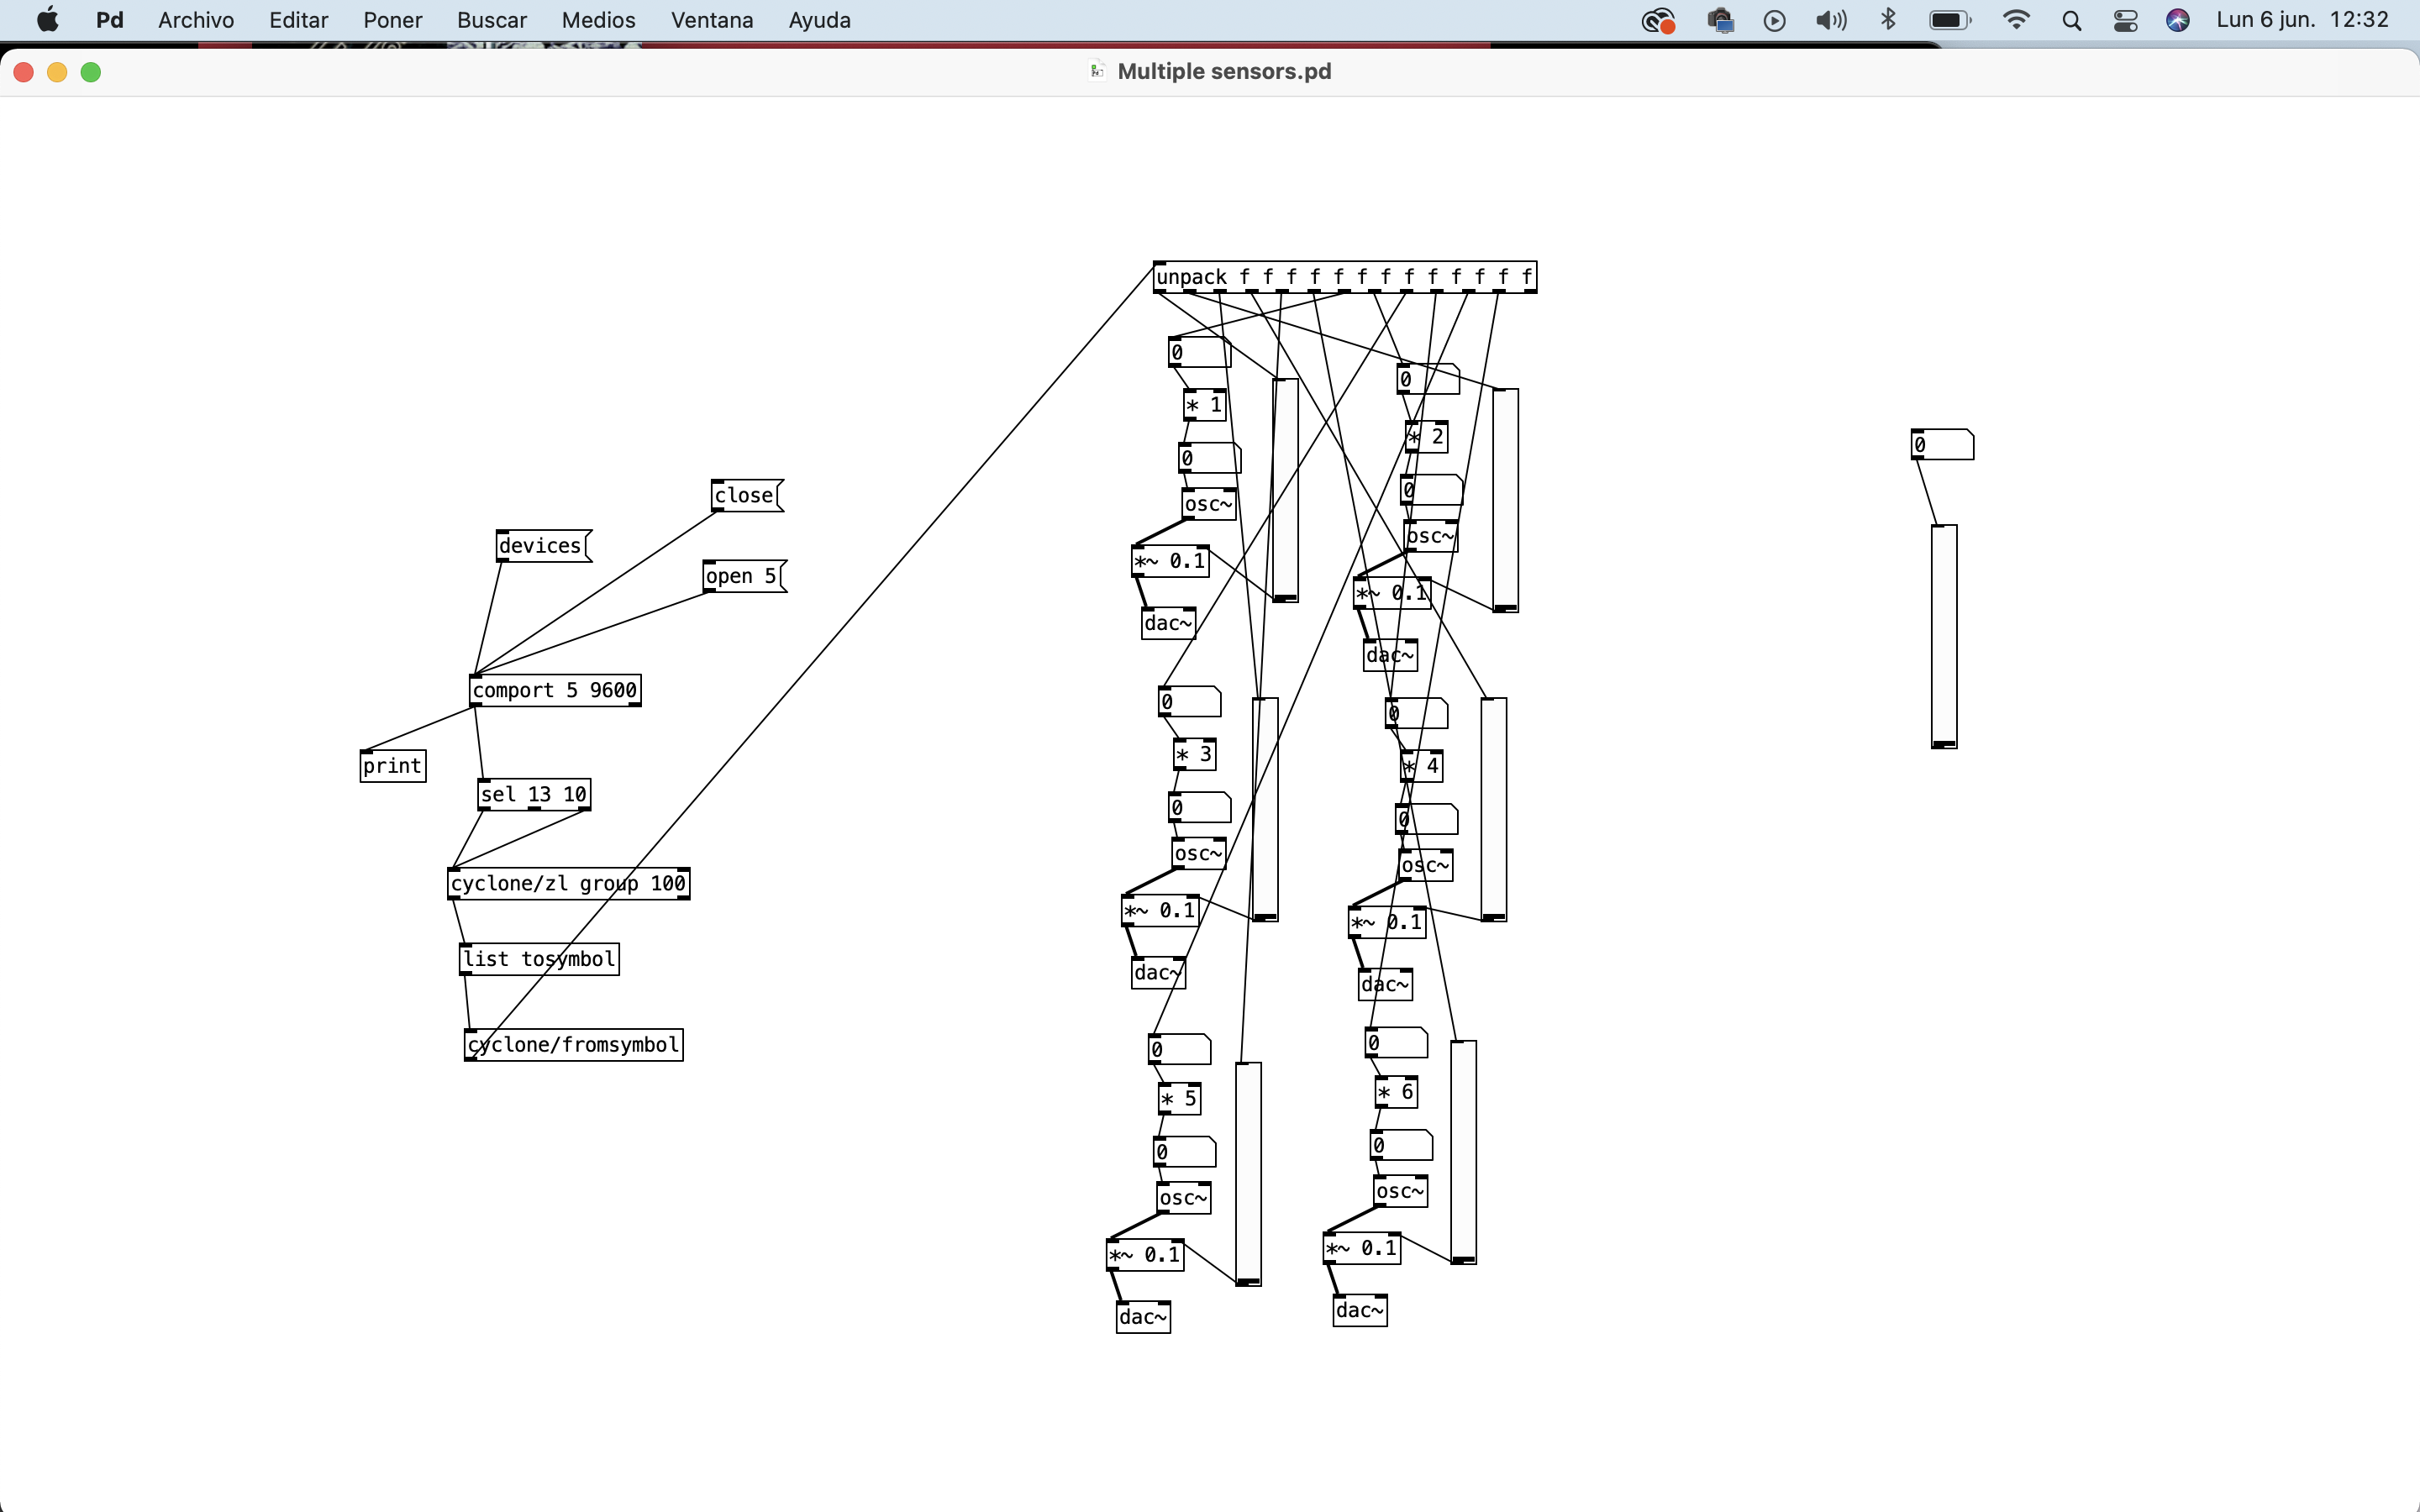 Pd Archivo Editar Poner Buscar Medios Ventana Ayuda Lun 6 jun. 12:32
Multiple sensors.pd
unpack f f f f f f f f f f f f f
close
devices
open 5
comport 5 9600
print
sel 13 10
cyclone/zl group 100
list tosymbol
cyclone/fromsymbol
0
* 1
0
osc~
*~ 0.1
dac~
0
* 2
0
osc~
*~ 0.1
dac~
0
* 3
0
osc~
*~ 0.1
dac~
0
* 4
0
osc~
*~ 0.1
dac~
0
* 5
0
osc~
*~ 0.1
dac~
0
* 6
0
osc~
*~ 0.1
dac~
0